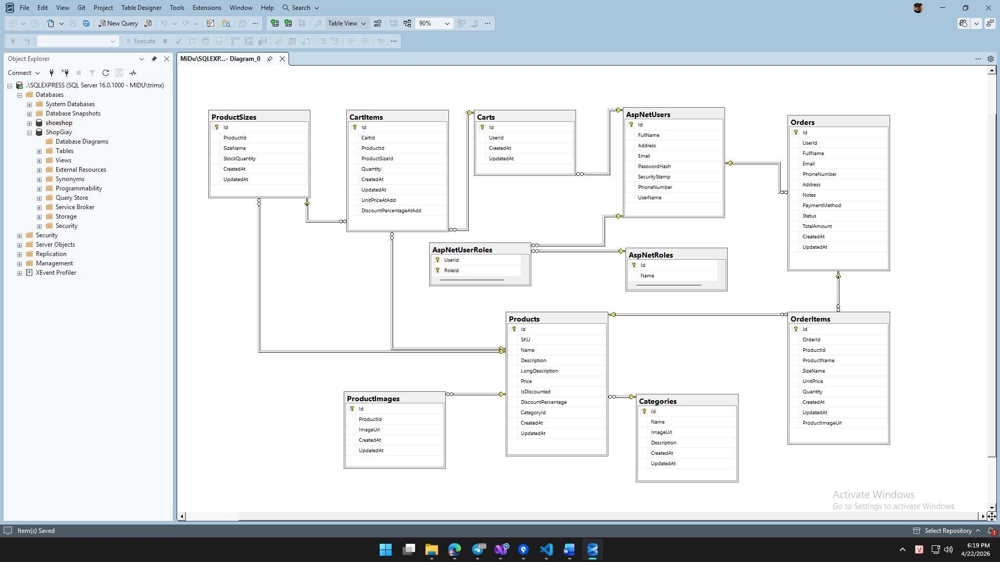 File Edit View Git Project Table Designer Tools Extensions Window Help Search
New Query Table View 90%
Execute
Object Explorer
MiDu\SQLEXP...- Diagram_0
Connect
.\SQLEXPRESS (SQL Server 16.0.1000 - MIDU\trimx)
Databases
System Databases
Database Snapshots
shoeshop
ShopGiay
Database Diagrams
Tables
Views
External Resources
Synonyms
Programmability
Query Store
Service Broker
Storage
Security
Security
Server Objects
Replication
Management
XEvent Profiler
ProductSizes
Id
ProductId
SizeName
StockQuantity
CreatedAt
UpdatedAt
CartItems
Id
CartId
ProductId
ProductSizeId
Quantity
CreatedAt
UpdatedAt
UnitPriceAtAdd
DiscountPercentageAtAdd
Carts
Id
UserId
CreatedAt
UpdatedAt
AspNetUsers
Id
FullName
Address
Email
PasswordHash
SecurityStamp
PhoneNumber
UserName
Orders
Id
UserId
FullName
Email
PhoneNumber
Address
Notes
PaymentMethod
Status
TotalAmount
CreatedAt
UpdatedAt
AspNetUserRoles
UserId
RoleId
AspNetRoles
Id
Name
Products
Id
SKU
Name
Description
LongDescription
Price
IsDiscounted
DiscountPercentage
CategoryId
CreatedAt
UpdatedAt
OrderItems
Id
OrderId
ProductId
ProductName
SizeName
UnitPrice
Quantity
CreatedAt
UpdatedAt
ProductImageUrl
ProductImages
Id
ProductId
ImageUrl
CreatedAt
UpdatedAt
Categories
Id
Name
ImageUrl
Description
CreatedAt
UpdatedAt
Activate Windows
Go to Settings to activate Windows.
Item(s) Saved
Select Repository
1
435
V
6:19 PM
4/22/2026